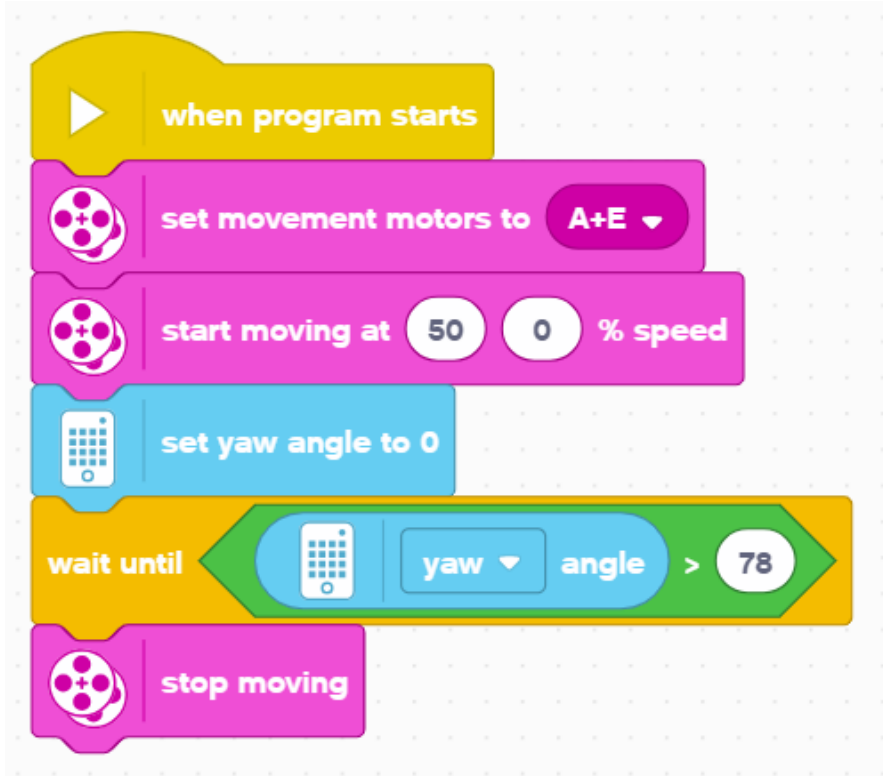 when program starts
set movement motors to A+E
start moving at 50 0 % speed
set yaw angle to 0
wait until yaw angle > 78
stop moving